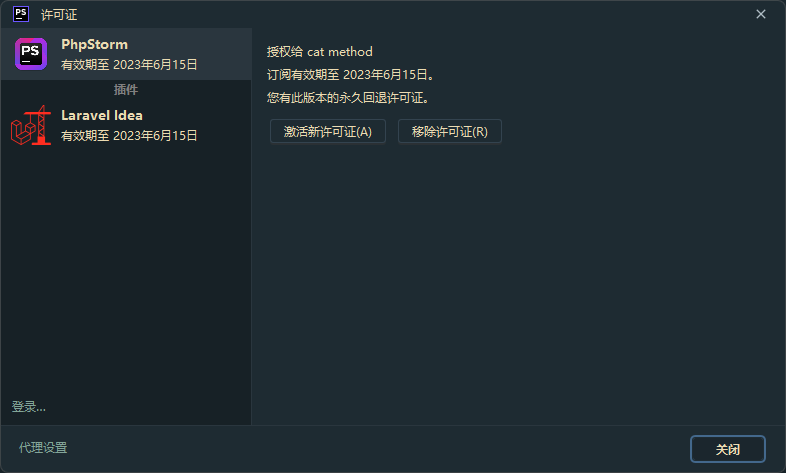 PS 许可证
PS PhpStorm
有效期至 2023年6月15日
插件
Laravel Idea
有效期至 2023年6月15日
授权给 cat method
订阅有效期至 2023年6月15日。
您有此版本的永久回退许可证。
激活新许可证(A) 移除许可证(R)
登录...
代理设置
关闭